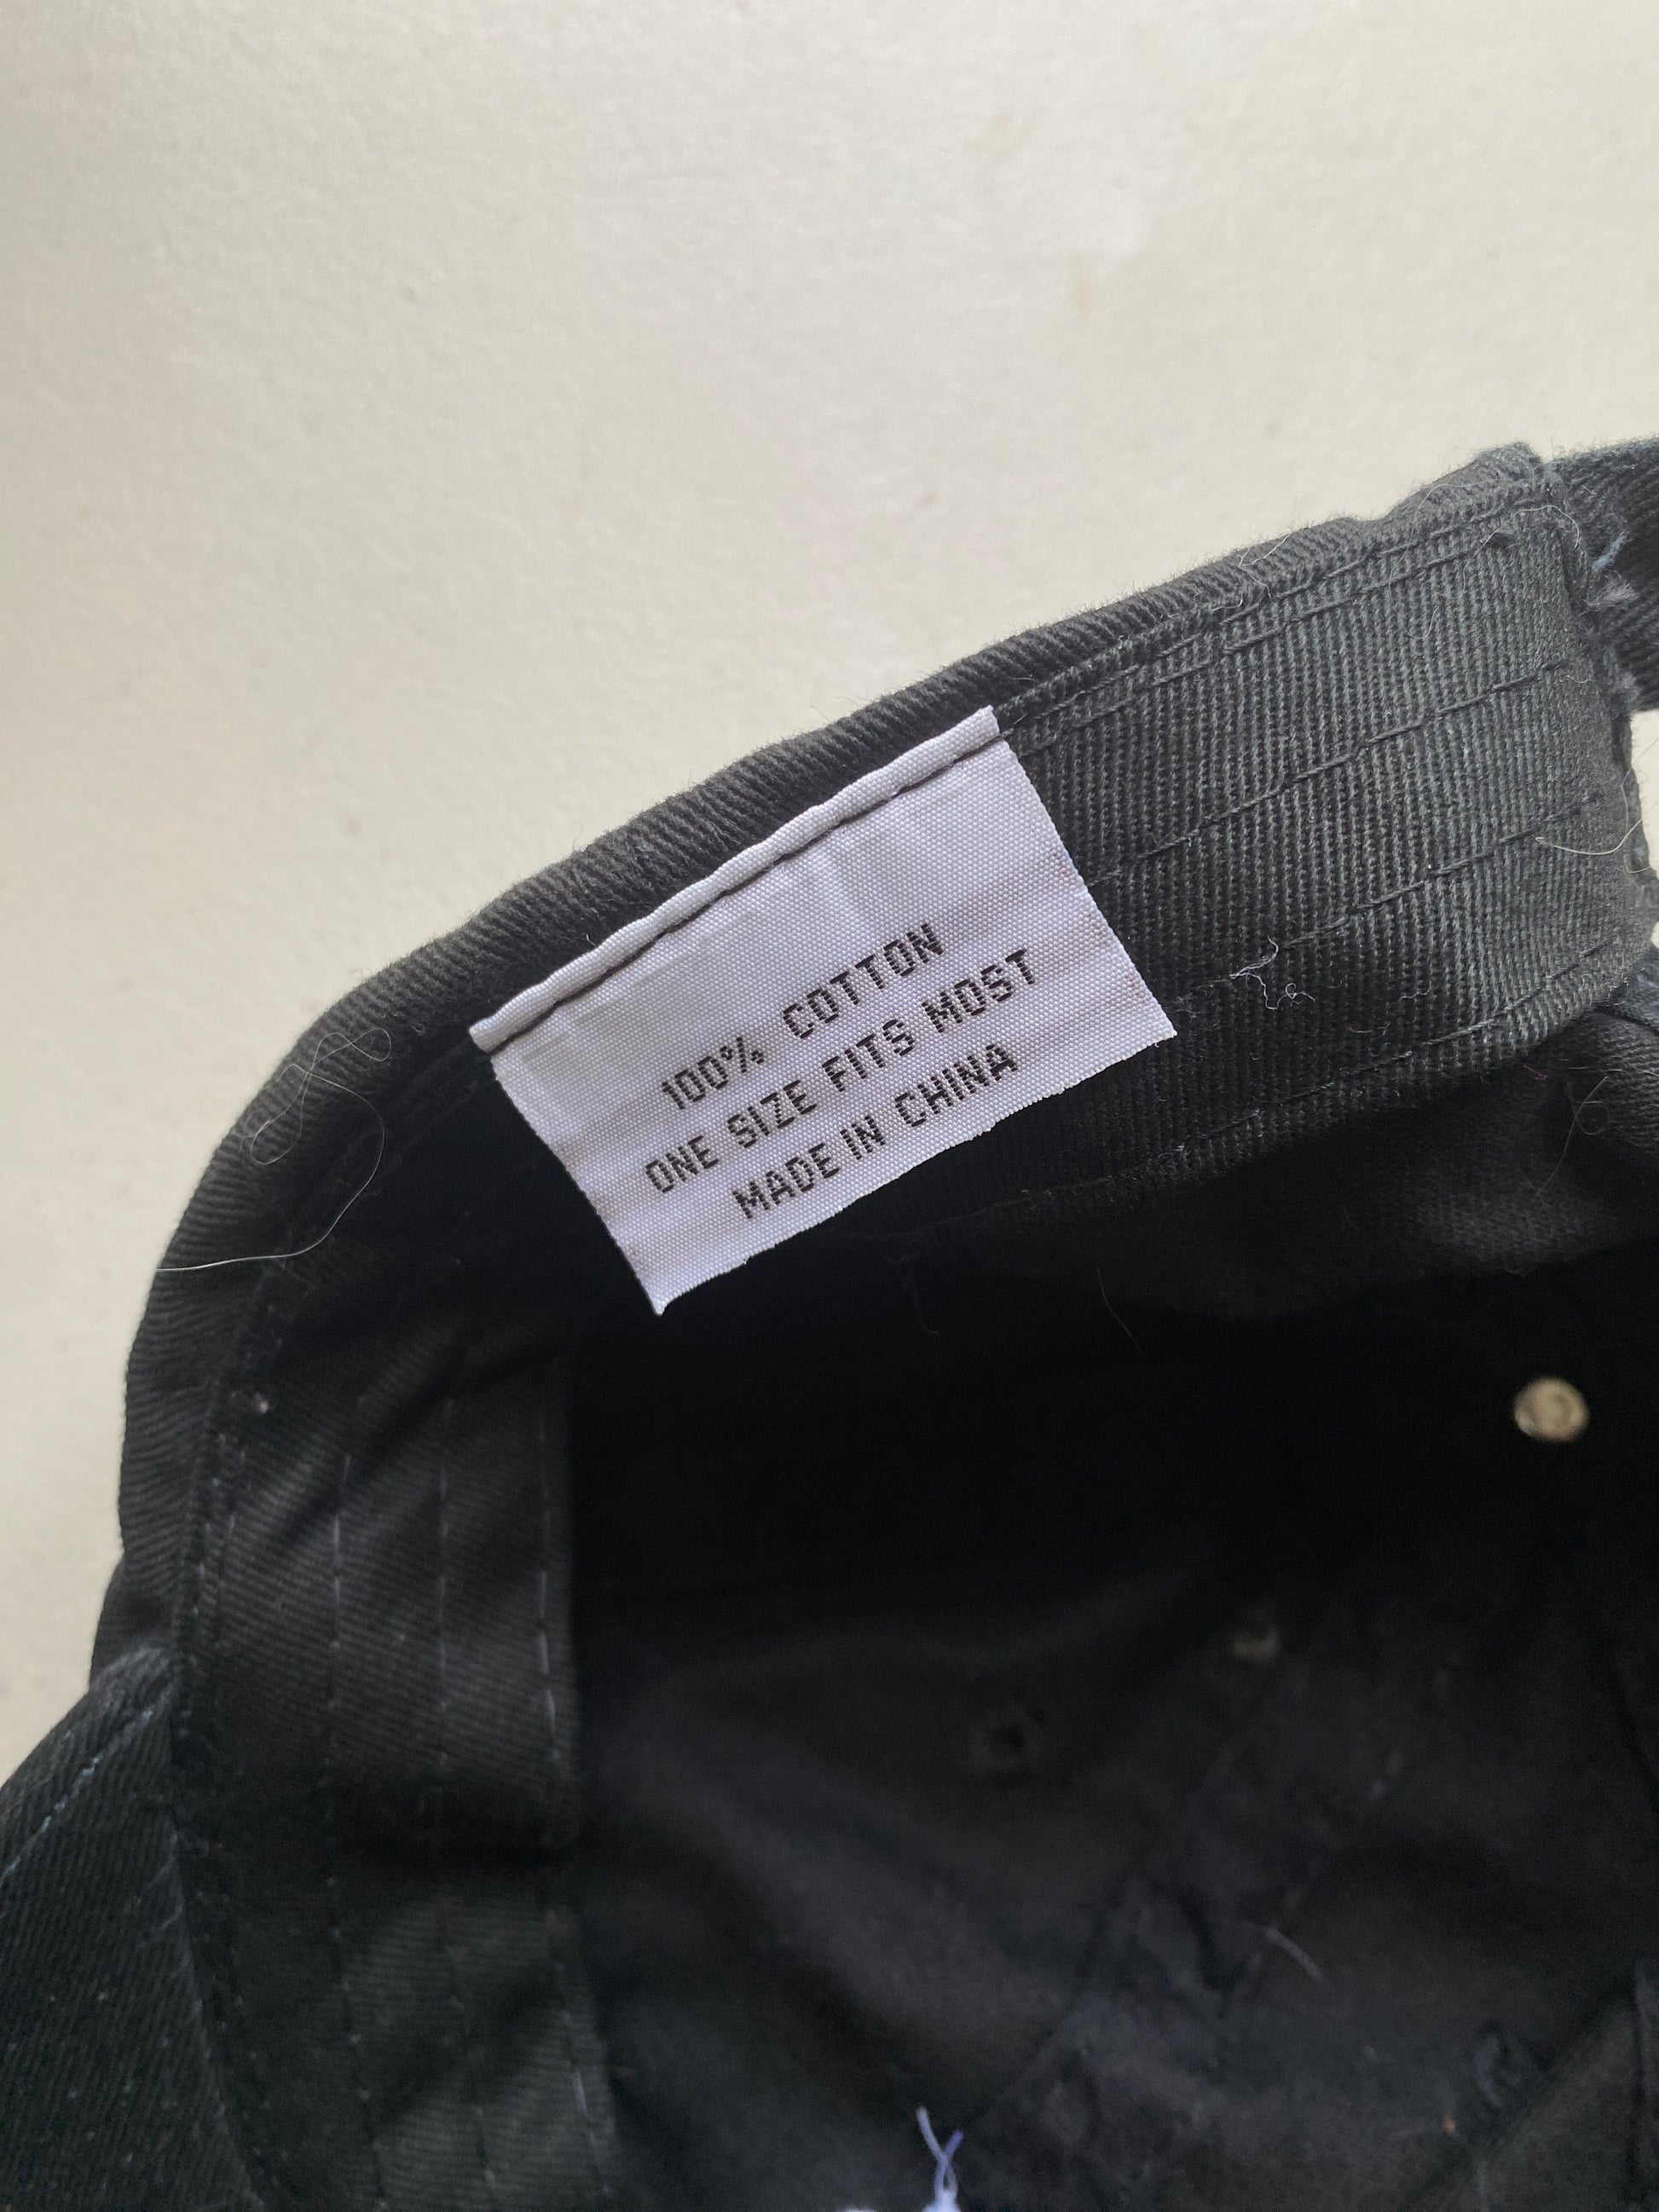 100% COTTON
ONE SIZE FITS MOST
MADE IN CHINA